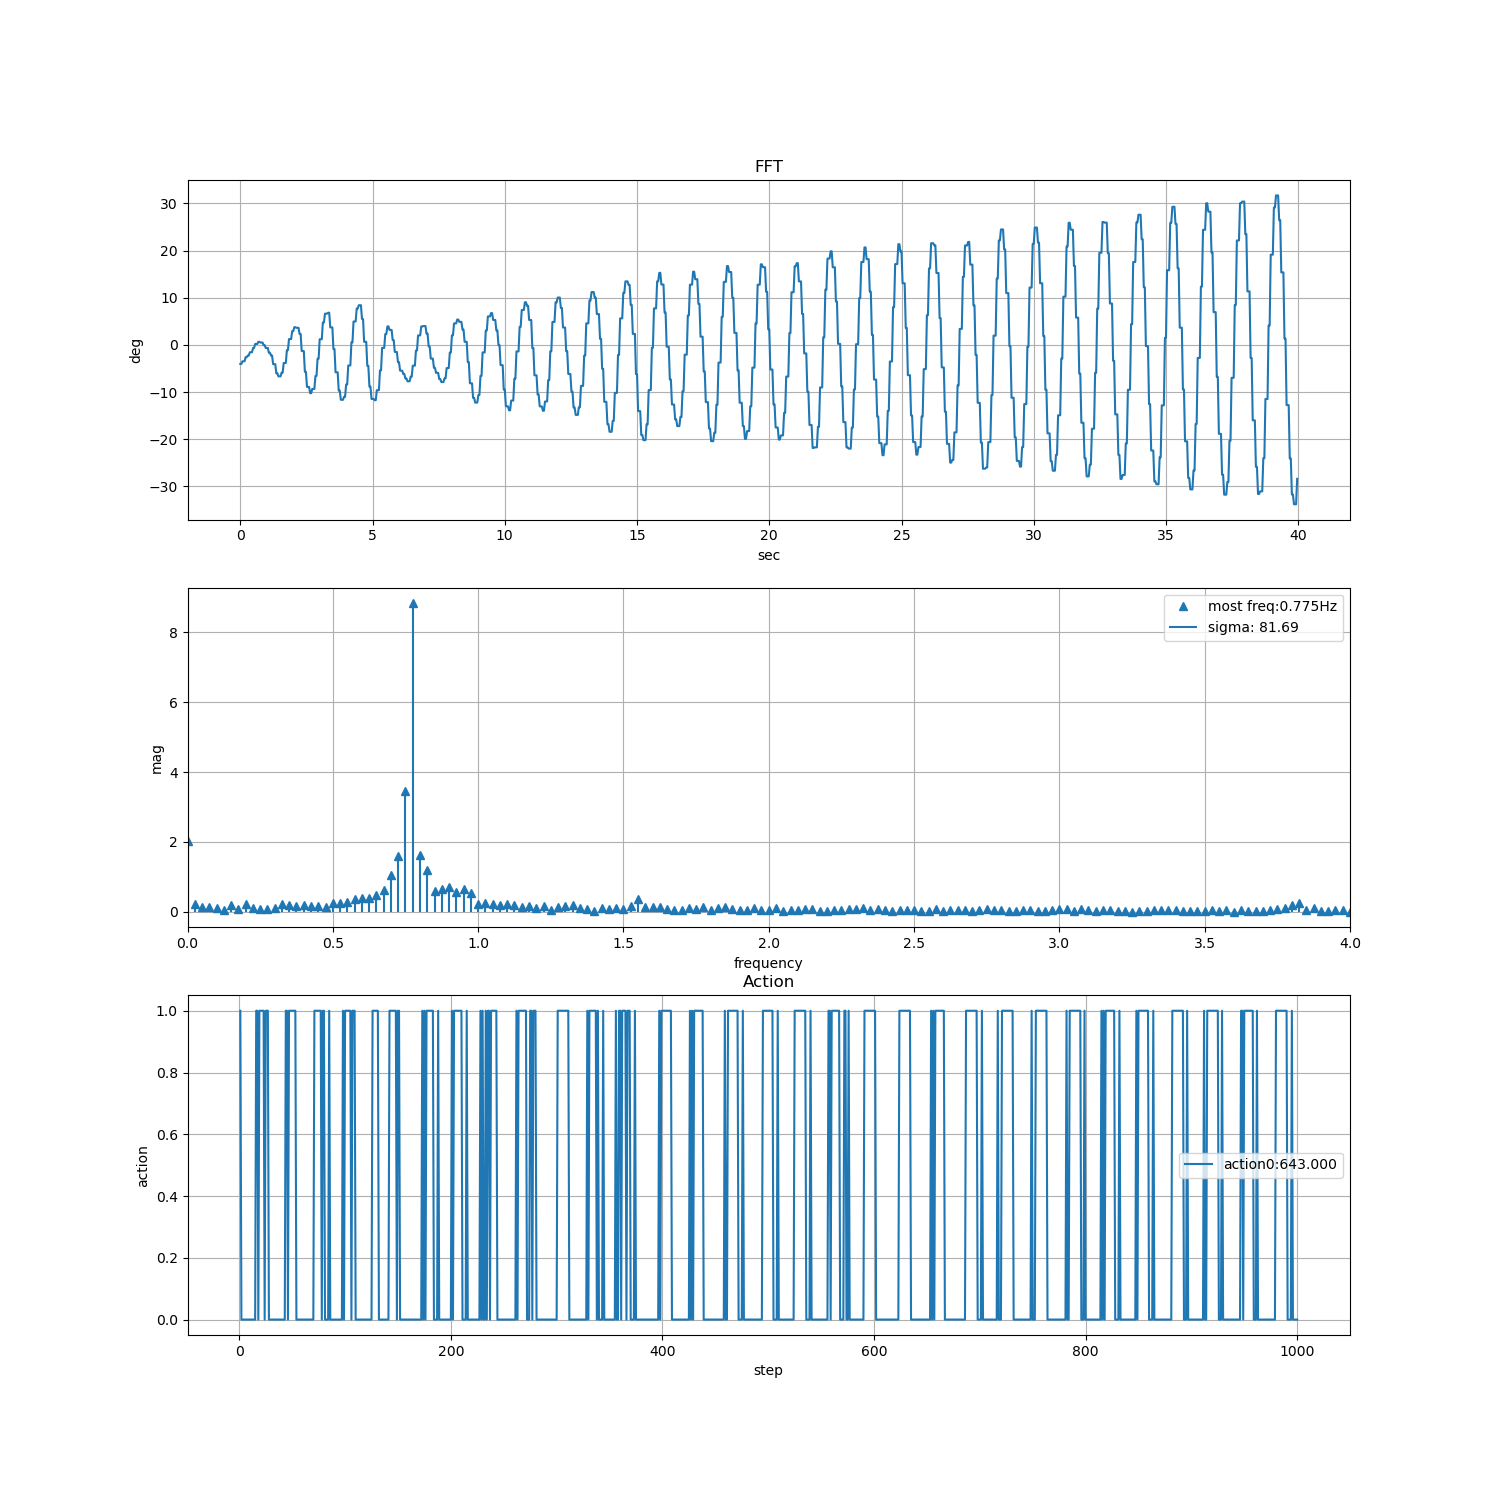 FFT
30
20
10
0
−10
−20
−30
deg
0 5 10 15 20 25 30 35 40
sec
most freq:0.775Hz
sigma: 81.69
8
6
4
2
0
mag
0.0 0.5 1.0 1.5 2.0 2.5 3.0 3.5 4.0
frequency
Action
1.0
0.8
0.6
0.4
0.2
0.0
action
action0:643.000
0 200 400 600 800 1000
step